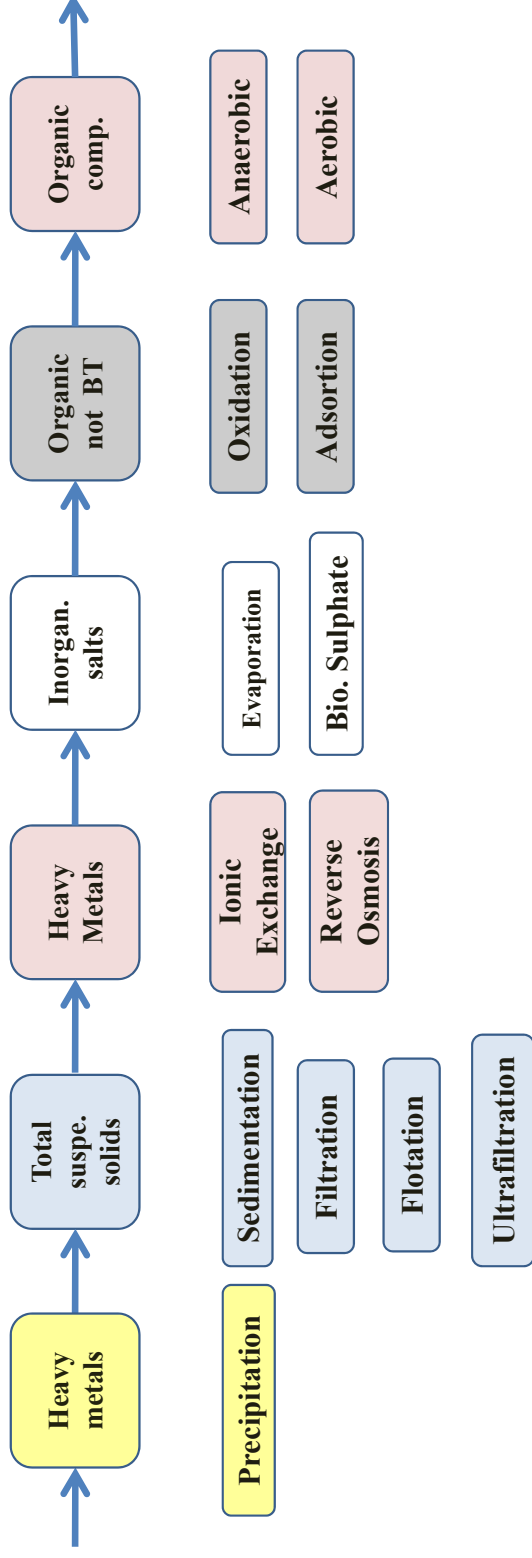 Heavy
metals
Total
suspe.
solids
Heavy
Metals
Inorgan.
salts
Organic
not BT
Organic
comp.
Precipitation
Sedimentation
Filtration
Flotation
Ultrafiltration
Ionic
Exchange
Reverse
Osmosis
Evaporation
Bio. Sulphate
Oxidation
Adsortion
Anaerobic
Aerobic